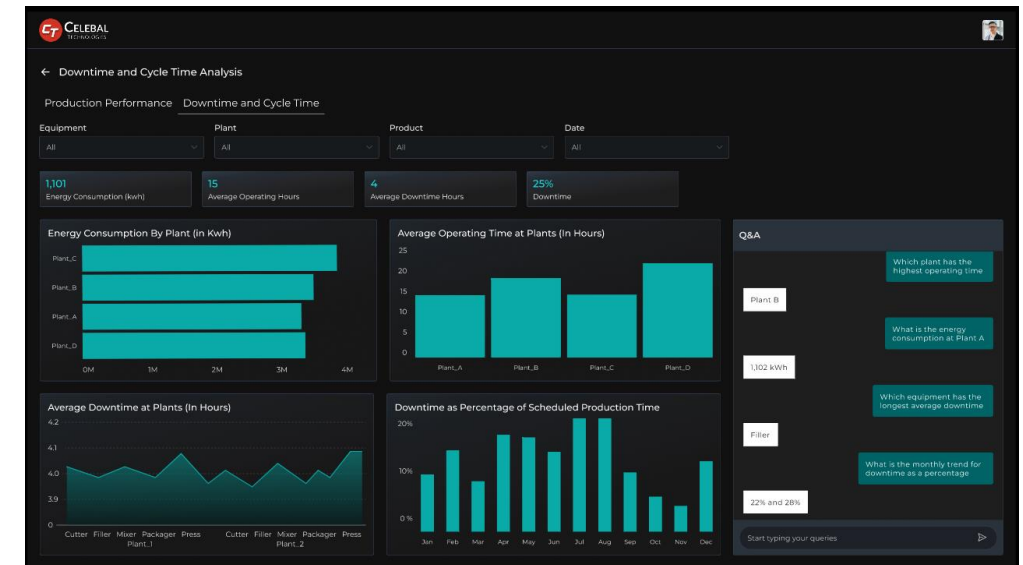 CT CELEBAL
TECHNOLOGIES
← Downtime and Cycle Time Analysis
Production Performance Downtime and Cycle Time
Equipment Plant Product Date
All All All All
1,101
Energy Consumption (kwh)
15
Average Operating Hours
4
Average Downtime Hours
25%
Downtime
Energy Consumption By Plant (in Kwh)
Plant_C
Plant_B
Plant_A
Plant_D
0M 1M 2M 3M 4M
Average Operating Time at Plants (In Hours)
25
20
15
10
5
0
Plant_A Plant_B Plant_C Plant_D
Average Downtime at Plants (In Hours)
4.2
4.1
4.0
3.9
0
Cutter Filler Mixer Packager Press Cutter Filler Mixer Packager Press
Plant_1 Plant_2
Downtime as Percentage of Scheduled Production Time
20%
10%
0%
Jan Feb Mar Apr May Jun Jul Aug Sep Oct Nov Dec
Q&A
Which plant has the
highest operating time
Plant B
What is the energy
consumption at Plant A
1,102 kWh
Which equipment has the
longest average downtime
Filler
What is the monthly trend for
downtime as a percentage
22% and 28%
Start typing your queries